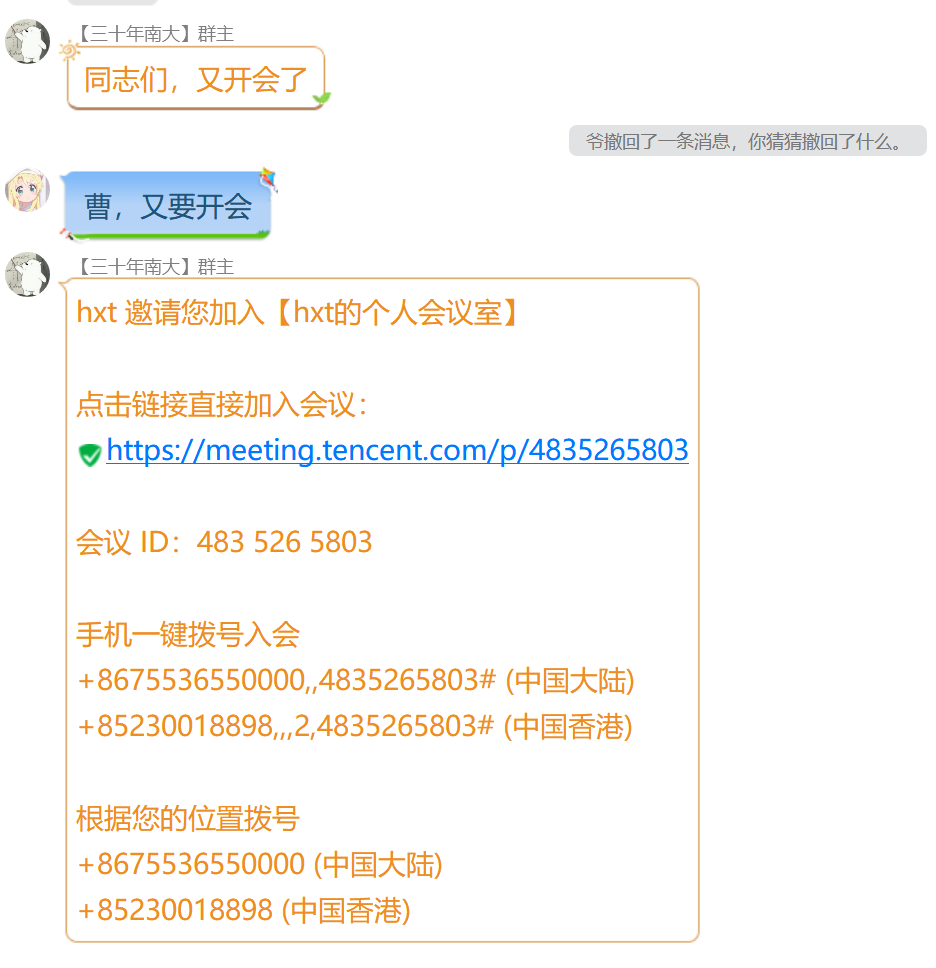 【三十年南大】群主
同志们，又开会了
爷撤回了一条消息，你猜猜撤回了什么。
曹，又要开会
【三十年南大】群主
hxt 邀请您加入【hxt的个人会议室】
点击链接直接加入会议：
https://meeting.tencent.com/p/4835265803
会议 ID：483 526 5803
手机一键拨号入会
+8675536550000,,4835265803# (中国大陆)
+85230018898,,,2,4835265803# (中国香港)
根据您的位置拨号
+8675536550000 (中国大陆)
+85230018898 (中国香港)